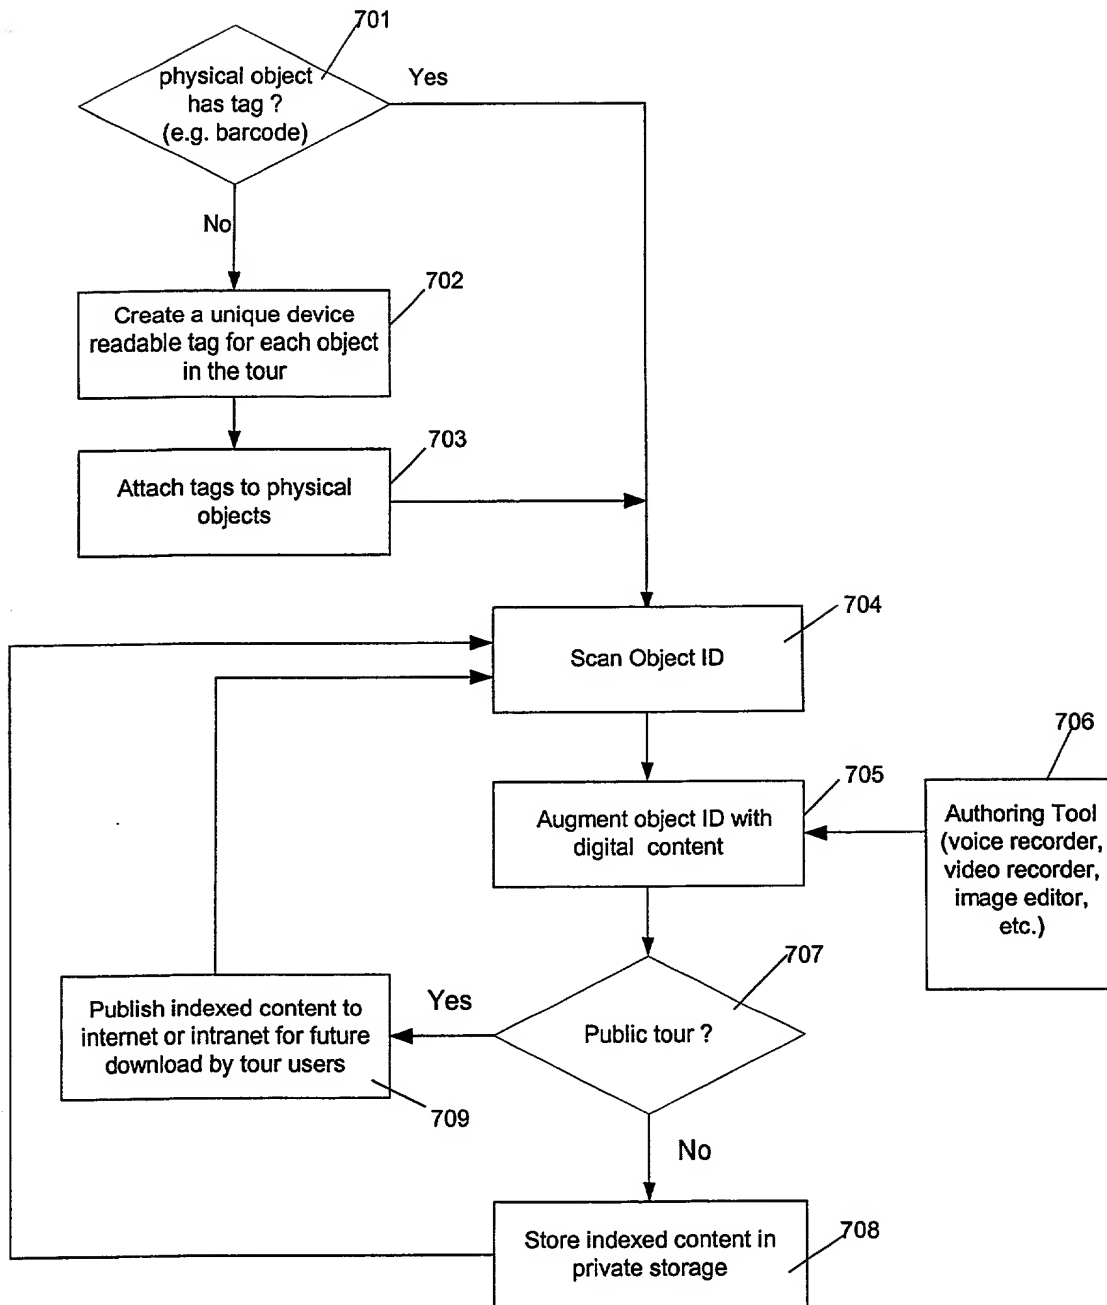 701
physical object
has tag ?
(e.g. barcode)
Yes
No
702
Create a unique device
readable tag for each object
in the tour
703
Attach tags to physical
objects
704
Scan Object ID
705
Augment object ID with
digital content
706
Authoring Tool
(voice recorder,
video recorder,
image editor,
etc.)
707
Public tour ?
Yes
Publish indexed content to
internet or intranet for future
download by tour users
709
No
708
Store indexed content in
private storage